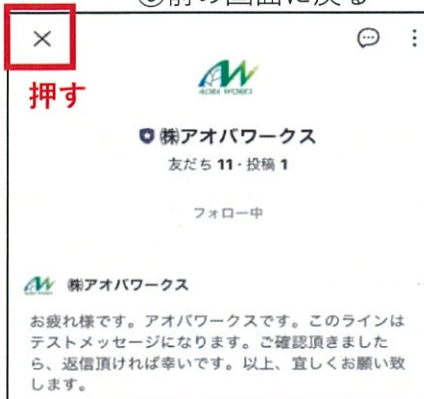 前の画面に戻る
押す
AOBA WORKS
㈱アオバワークス
友だち 11・投稿 1
フォロー中
㈱アオバワークス
お疲れ様です。アオバワークスです。このラインは
テストメッセージになります。ご確認頂きました
ら、返信頂ければ幸いです。以上、宜しくお願い致
します。